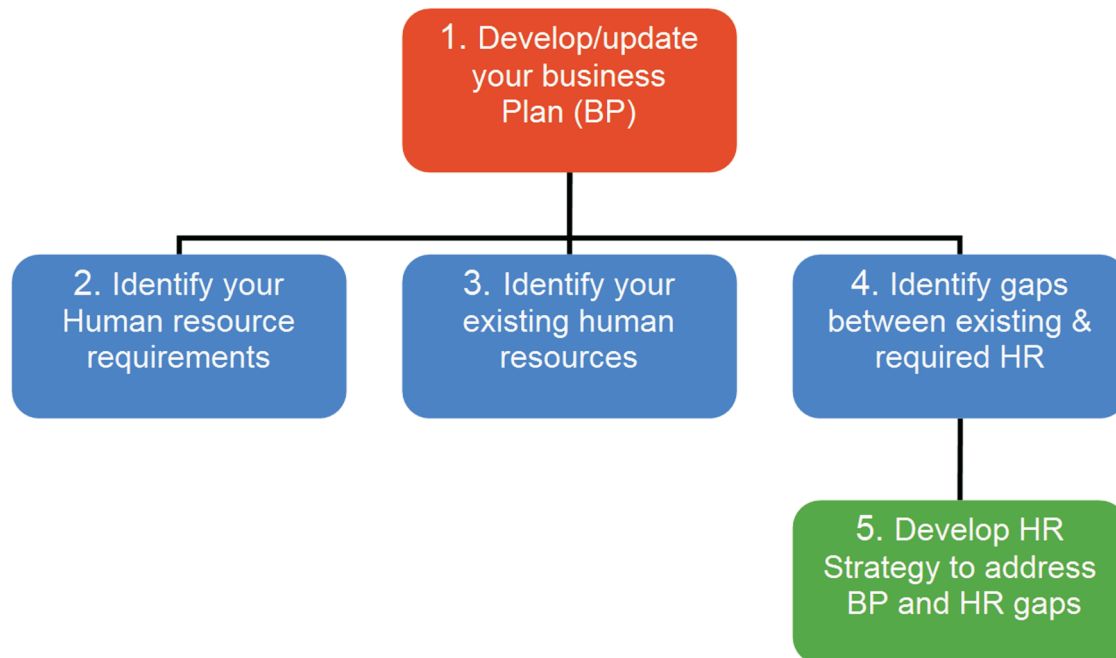 1. Develop/update
your business
Plan (BP)
2. Identify your
Human resource
requirements
3. Identify your
existing human
resources
4. Identify gaps
between existing &
required HR
5. Develop HR
Strategy to address
BP and HR gaps